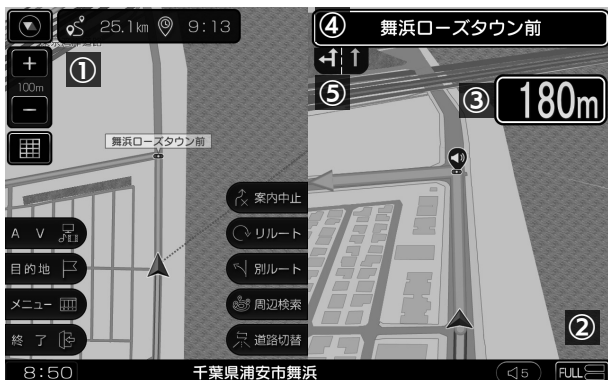 25.1km 9:13
①
100m
舞浜ローズタウン前
案内中止
A V
リルート
目的地
別ルート
メニュー
周辺検索
終 了
道路切替
④ 舞浜ローズタウン前
⑤
③ 180m
②
8:50 千葉県浦安市舞浜 5 FULL